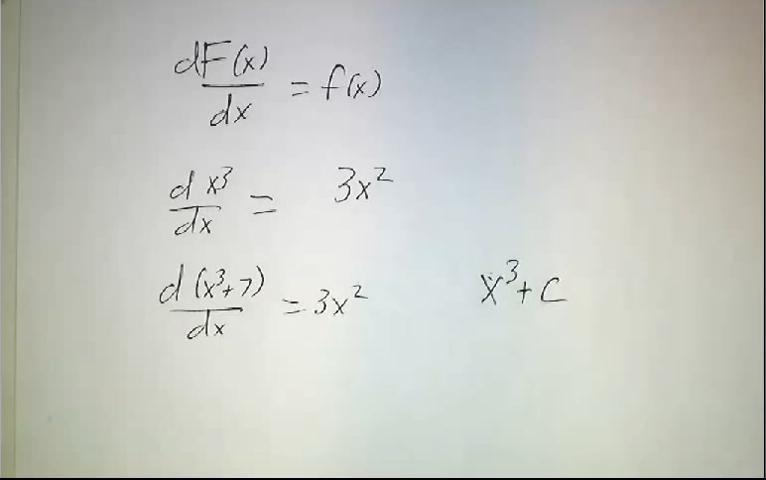 dF(x)/dx = f(x)
d x³/dx = 3x²
d(x³+7)/dx = 3x² x³+c